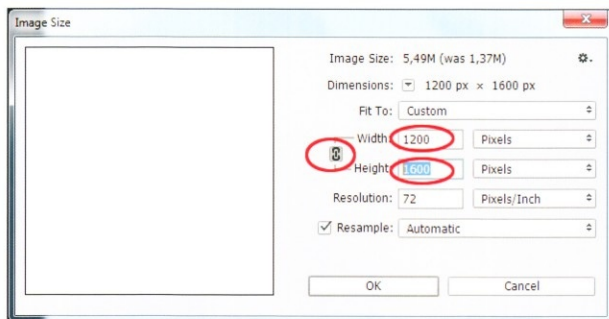 Image Size
Image Size: 5,49M (was 1,37M)
Dimensions: 1200 px × 1600 px
Fit To: Custom
Width: 1200 Pixels
Height: 1600 Pixels
Resolution: 72 Pixels/Inch
Resample: Automatic
OK Cancel